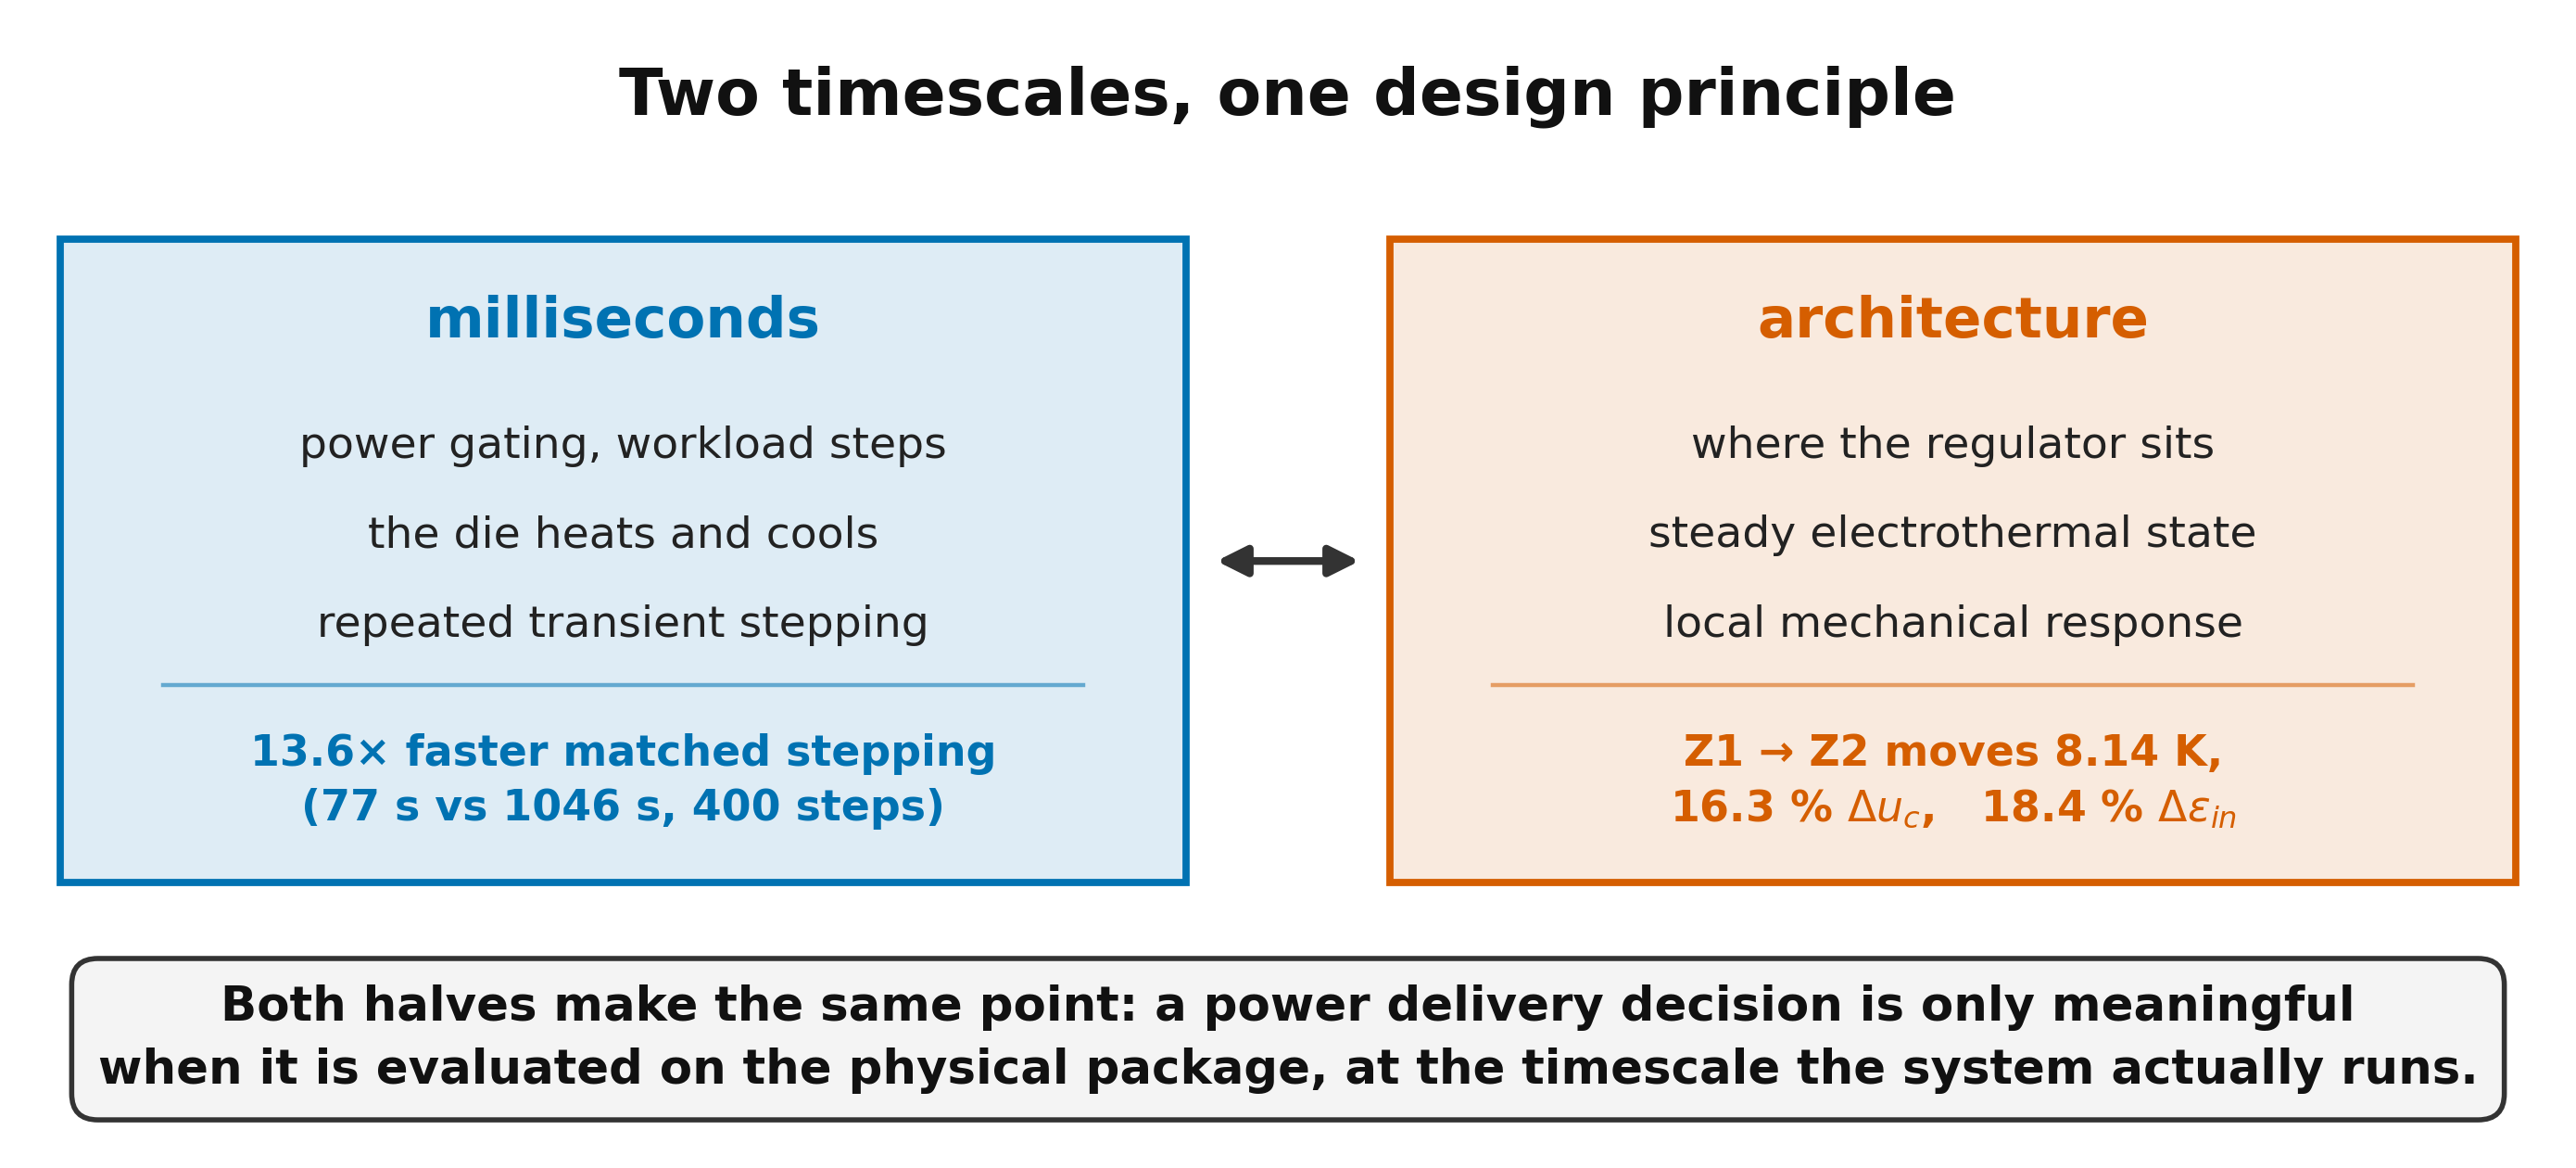 Two timescales, one design principle
milliseconds
power gating, workload steps
the die heats and cools
repeated transient stepping
13.6× faster matched stepping
(77 s vs 1046 s, 400 steps)
architecture
where the regulator sits
steady electrothermal state
local mechanical response
Z1 → Z2 moves 8.14 K,
16.3 % Δu_c,   18.4 % Δε_in
Both halves make the same point: a power delivery decision is only meaningful
when it is evaluated on the physical package, at the timescale the system actually runs.